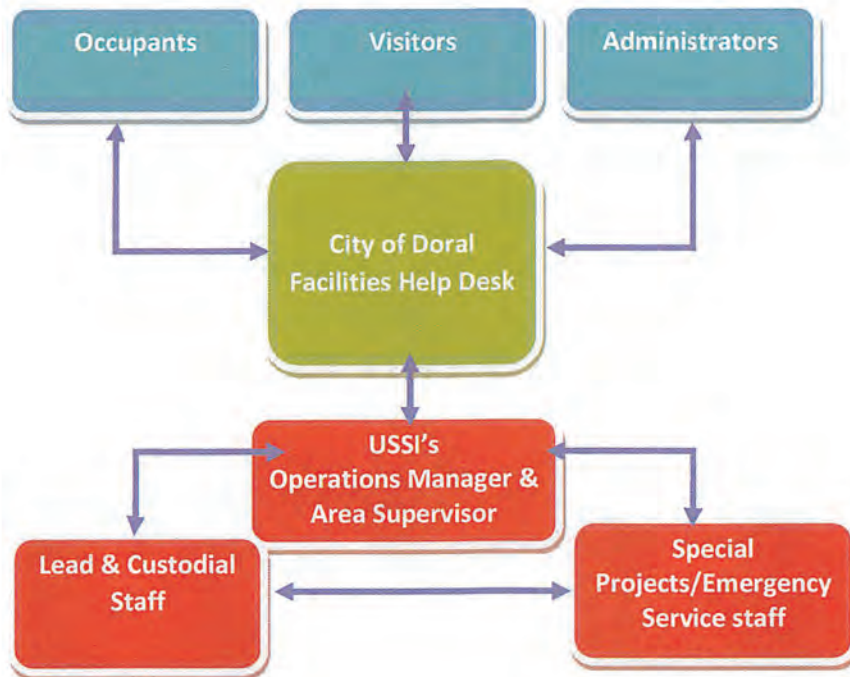 Occupants
Visitors
Administrators
City of Doral
Facilities Help Desk
USSI's
Operations Manager &
Area Supervisor
Lead & Custodial
Staff
Special
Projects/Emergency
Service staff